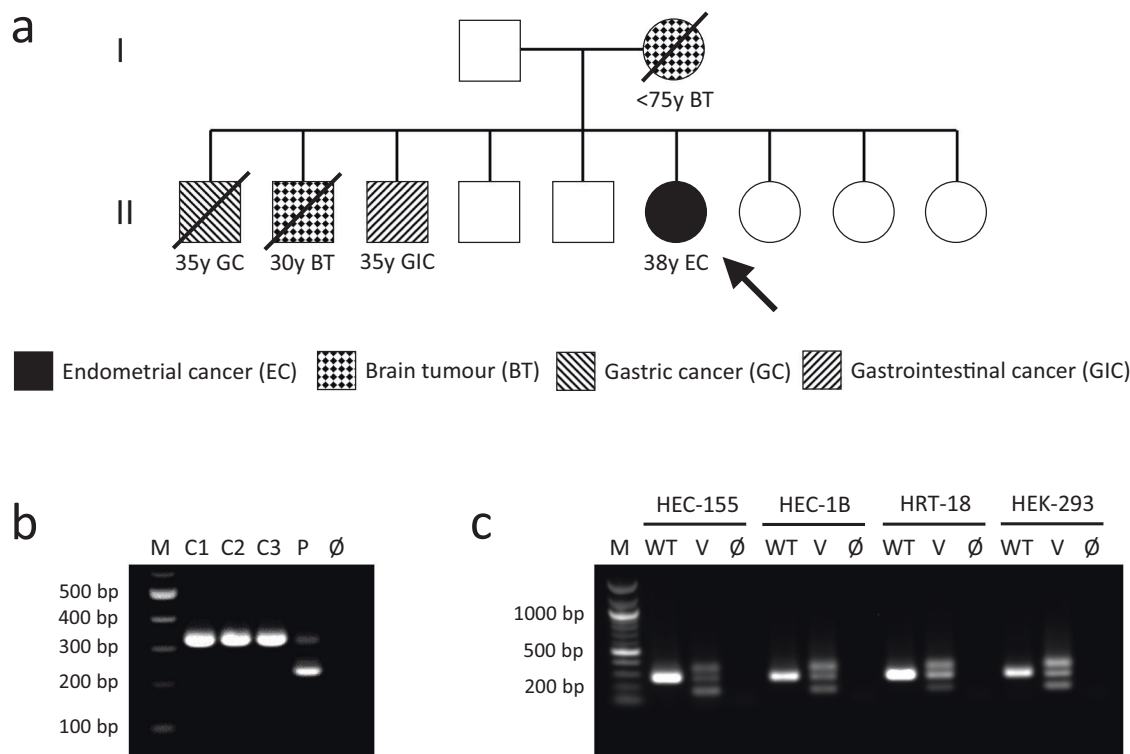 a
I
<75y BT
II
35y GC 30y BT 35y GIC 38y EC
Endometrial cancer (EC) Brain tumour (BT) Gastric cancer (GC) Gastrointestinal cancer (GIC)
b
M C1 C2 C3 P Ø
500 bp
400 bp
300 bp
200 bp
100 bp
c
HEC-155 HEC-1B HRT-18 HEK-293
M WT V Ø WT V Ø WT V Ø WT V Ø
1000 bp
500 bp
200 bp